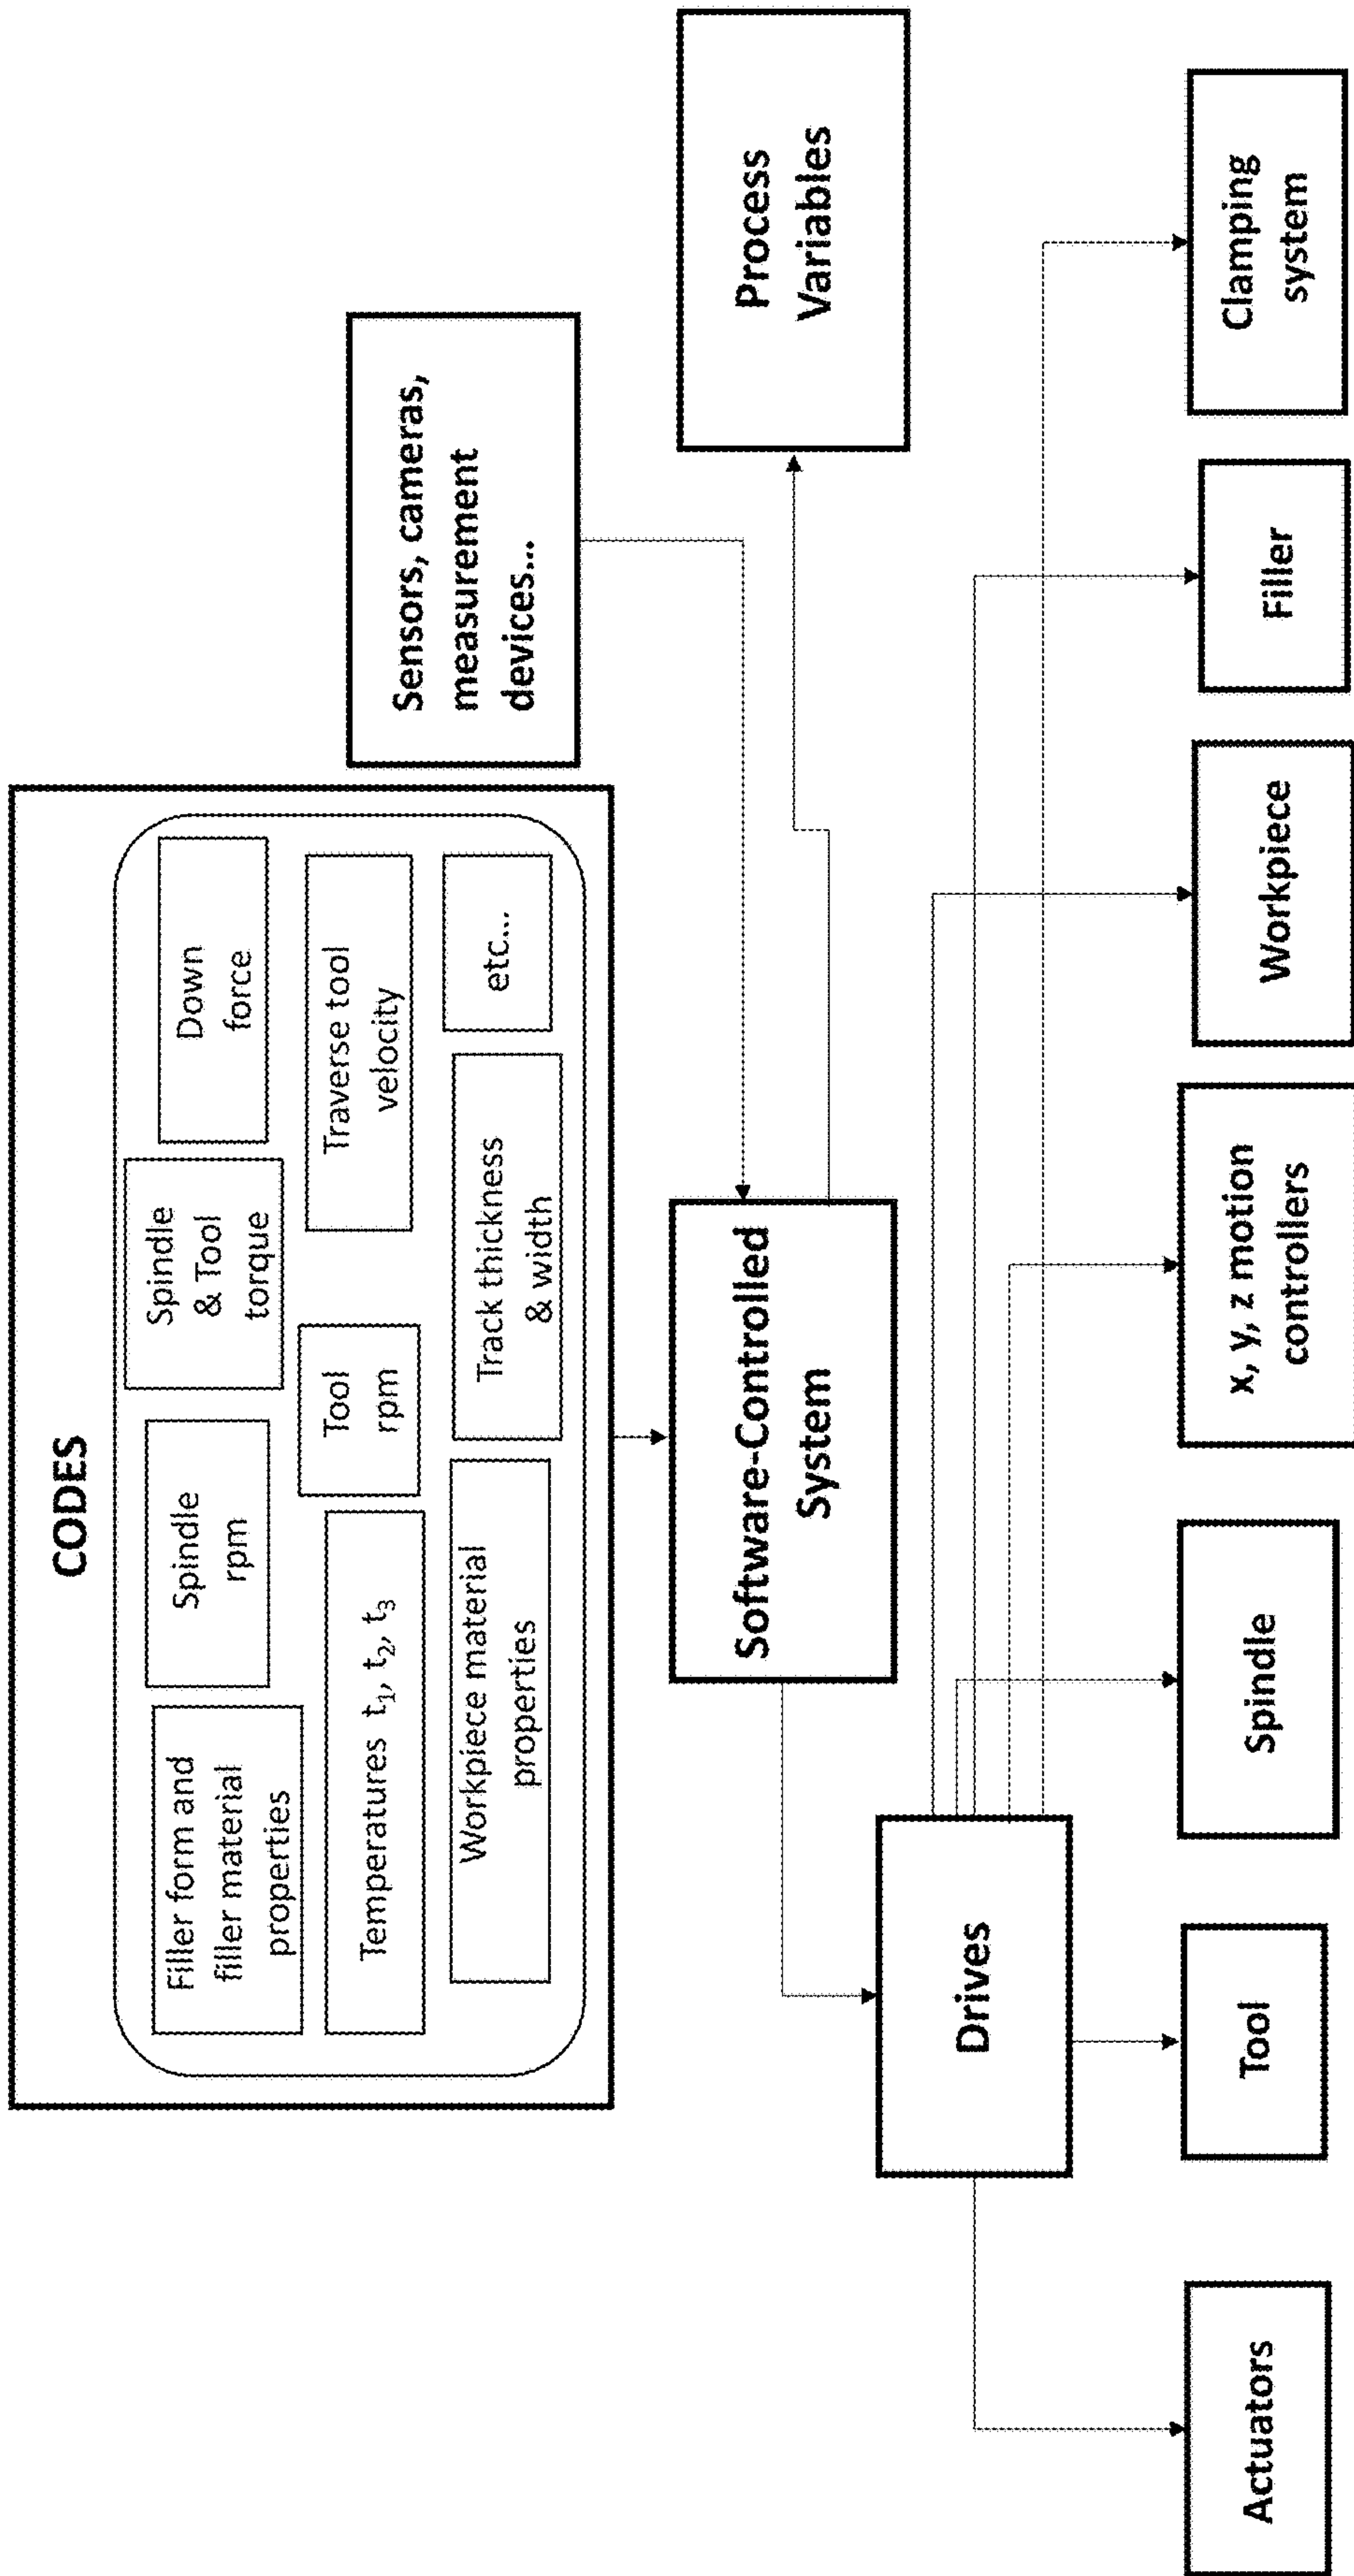 CODES
Filler form and
filler material
properties
Spindle
rpm
Spindle
& Tool
torque
Down
force
Temperatures t₁, t₂, t₃
Tool
rpm
Traverse tool
velocity
Workpiece material
properties
Track thickness
& width
etc...
Sensors, cameras,
measurement
devices...
Software-Controlled
System
Process
Variables
Drives
Actuators
Tool
Spindle
x, y, z motion
controllers
Workpiece
Filler
Clamping
system